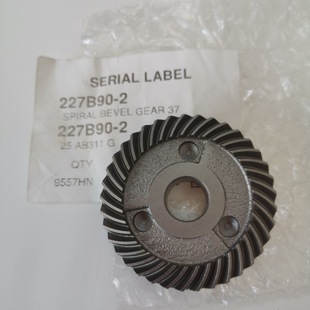 SERIAL LABEL
227B90-2
SPIRAL BEVEL GEAR 37
227B90-2
25 AB311 G
QTY
9557HN